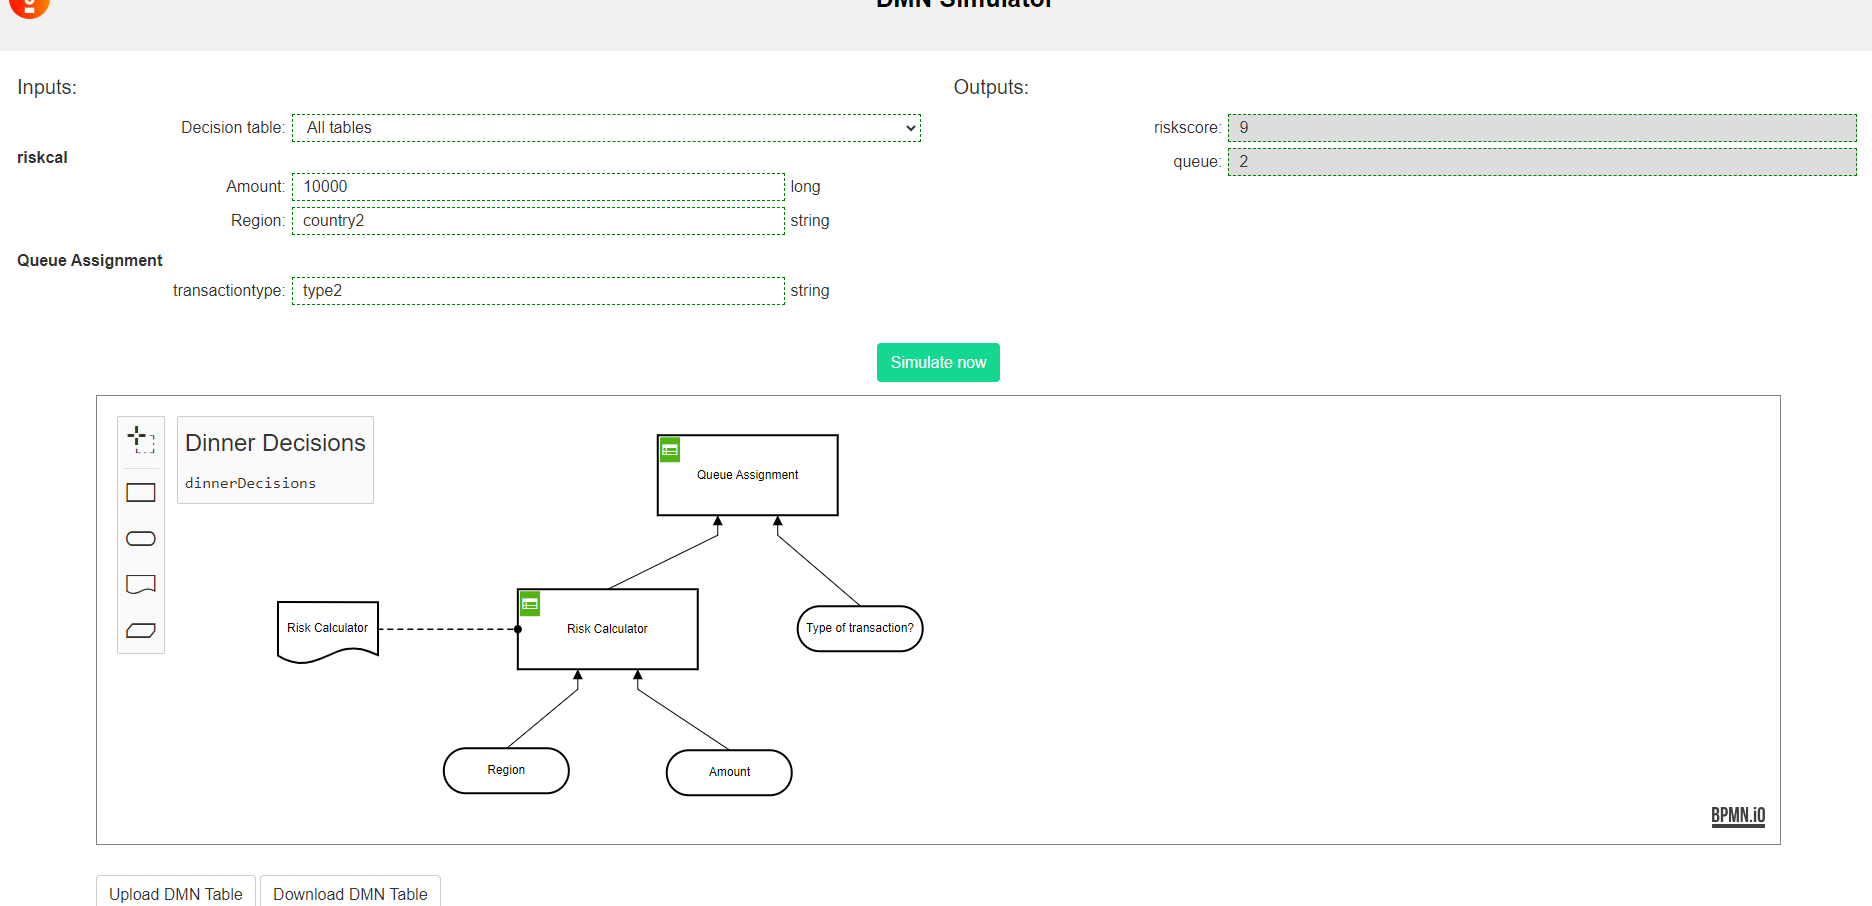 DMN Simulator
Inputs:
Outputs:
Decision table: All tables
riskscore: 9
riskcal
queue: 2
Amount: 10000 long
Region: country2 string
Queue Assignment
transactiontype: type2 string
Simulate now
Dinner Decisions
dinnerDecisions
Queue Assignment
Risk Calculator
Risk Calculator
Type of transaction?
Region
Amount
BPMN.iO
Upload DMN Table
Download DMN Table